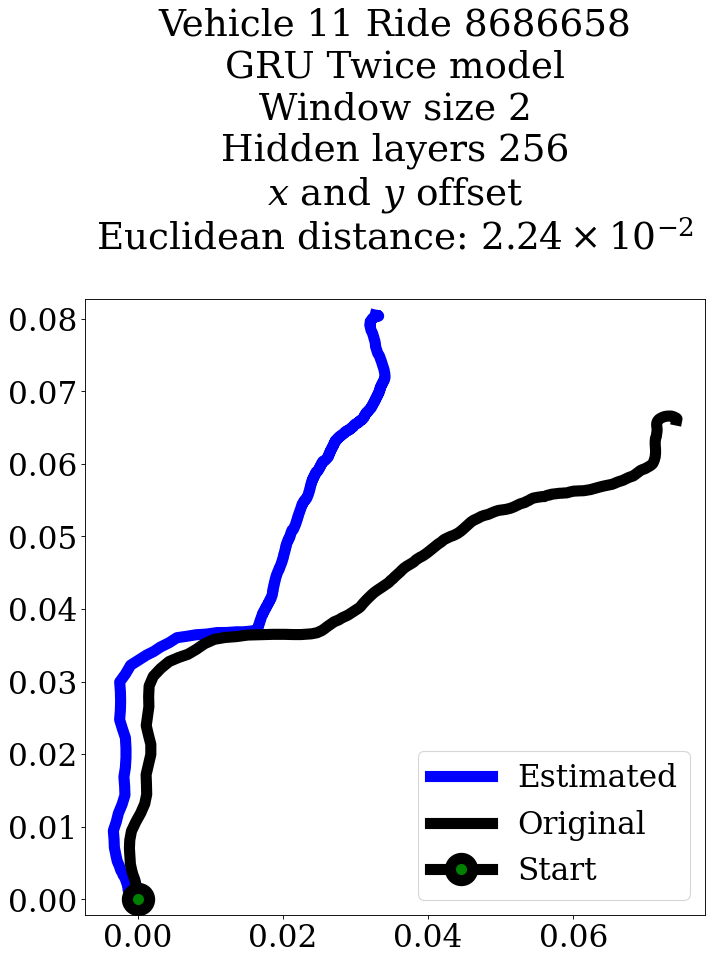 Vehicle 11 Ride 8686658
GRU Twice model
Window size 2
Hidden layers 256
x and y offset
Euclidean distance: 2.24 × 10⁻²
0.08
0.07
0.06
0.05
0.04
0.03
0.02
0.01
0.00
Estimated
Original
Start
0.00 0.02 0.04 0.06